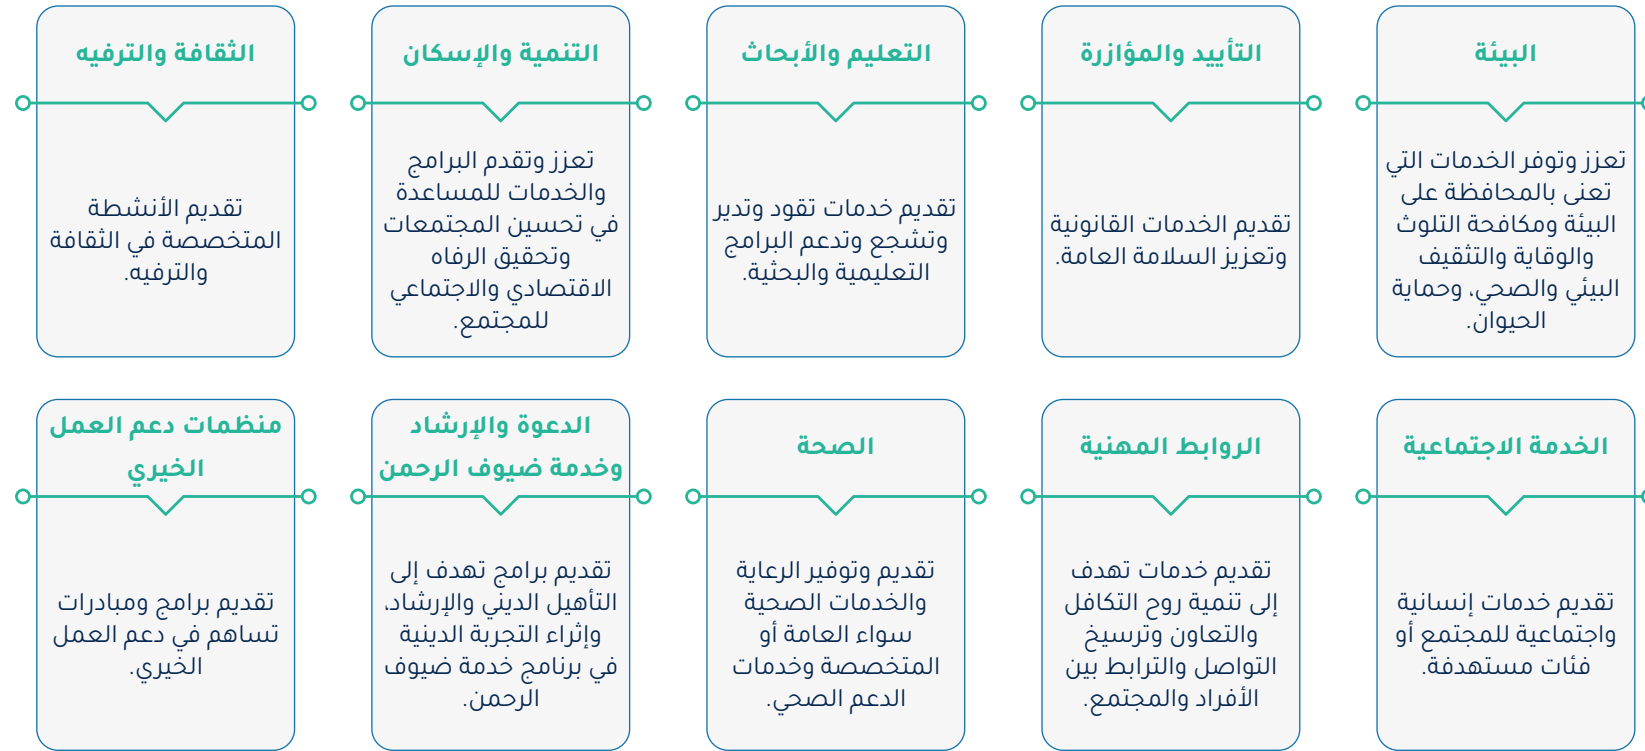 البيئة
تعزز وتوفر الخدمات التي
تعنى بالمحافظة على
البيئة ومكافحة التلوث
والوقاية والتثقيف
البيئي والصحي، وحماية
الحيوان.
التأييد والمؤازرة
تقديم الخدمات القانونية
وتعزيز السلامة العامة.
التعليم والأبحاث
تقديم خدمات تقود وتدير
وتشجع وتدعم البرامج
التعليمية والبحثية.
التنمية والإسكان
تعزز وتقدم البرامج
والخدمات للمساعدة
في تحسين المجتمعات
وتحقيق الرفاه
الاقتصادي والاجتماعي
للمجتمع.
الثقافة والترفيه
تقديم الأنشطة
المتخصصة في الثقافة
والترفيه.
الخدمة الاجتماعية
تقديم خدمات إنسانية
واجتماعية للمجتمع أو
فئات مستهدفة.
الروابط المهنية
تقديم خدمات تهدف
إلى تنمية روح التكافل
والتعاون وترسيخ
التواصل والترابط بين
الأفراد والمجتمع.
الصحة
تقديم وتوفير الرعاية
والخدمات الصحية
سواء العامة أو
المتخصصة وخدمات
الدعم الصحي.
الدعوة والإرشاد
وخدمة ضيوف الرحمن
تقديم برامج تهدف إلى
التأهيل الديني والإرشاد،
وإثراء التجربة الدينية
في برنامج خدمة ضيوف
الرحمن.
منظمات دعم العمل
الخيري
تقديم برامج ومبادرات
تساهم في دعم العمل
الخيري.